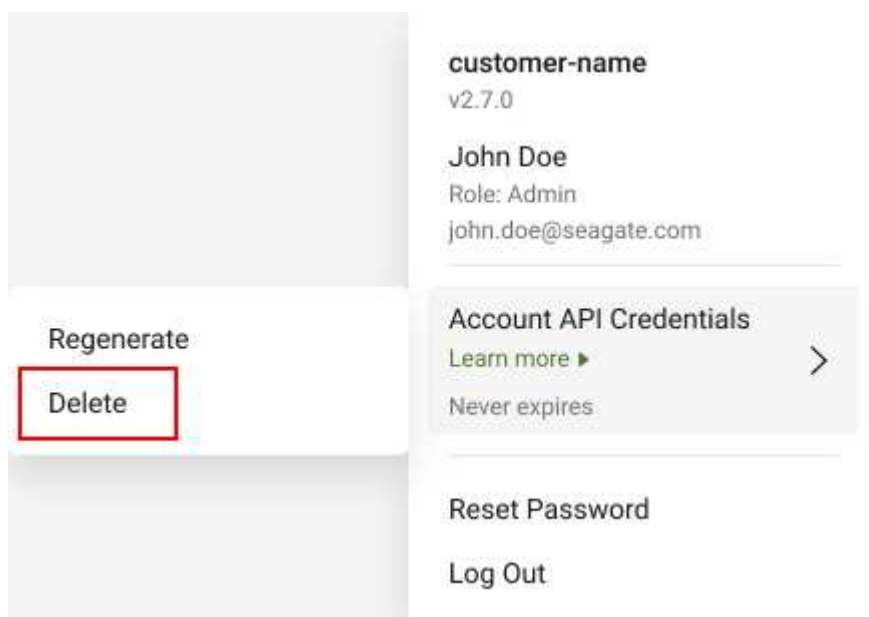 customer-name
v2.7.0
John Doe
Role: Admin
john.doe@seagate.com
Regenerate
Delete
Account API Credentials
Learn more
Never expires
Reset Password
Log Out